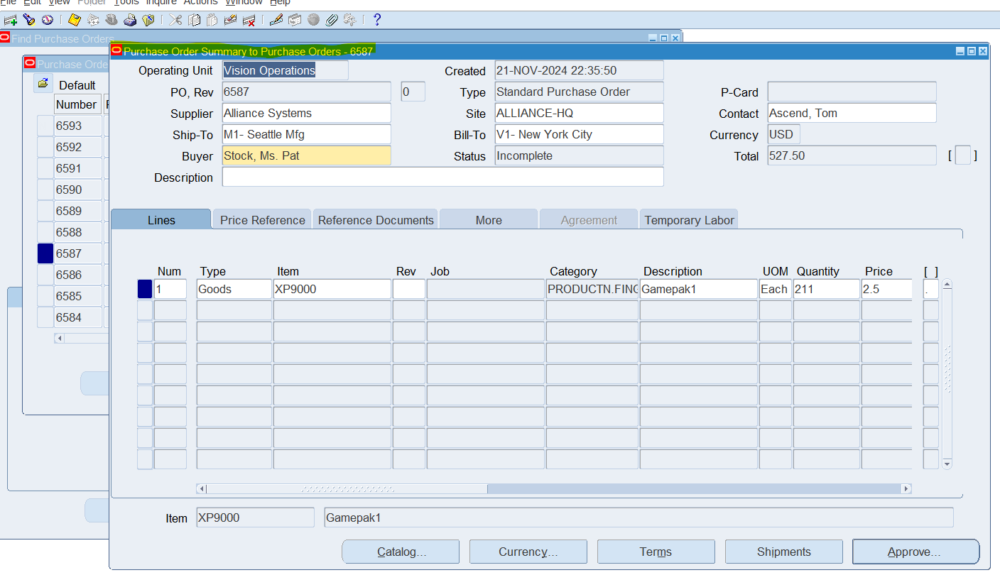 File Edit View Folder Tools Inquire Actions Window Help
Find Purchase Orders
Purchase Orde
Default
Number
6593
6592
6591
6590
6589
6588
6587
6586
6585
6584
Purchase Order Summary to Purchase Orders - 6587
Operating Unit Vision Operations Created 21-NOV-2024 22:35:50
PO, Rev 6587 0 Type Standard Purchase Order P-Card
Supplier Alliance Systems Site ALLIANCE-HQ Contact Ascend, Tom
Ship-To M1- Seattle Mfg Bill-To V1- New York City Currency USD
Buyer Stock, Ms. Pat Status Incomplete Total 527.50 [ ]
Description
Lines Price Reference Reference Documents More Agreement Temporary Labor
Num Type Item Rev Job Category Description UOM Quantity Price [ ]
1 Goods XP9000 PRODUCTN.FING Gamepak1 Each 211 2.5 .
Item XP9000 Gamepak1
Catalog... Currency... Terms Shipments Approve...